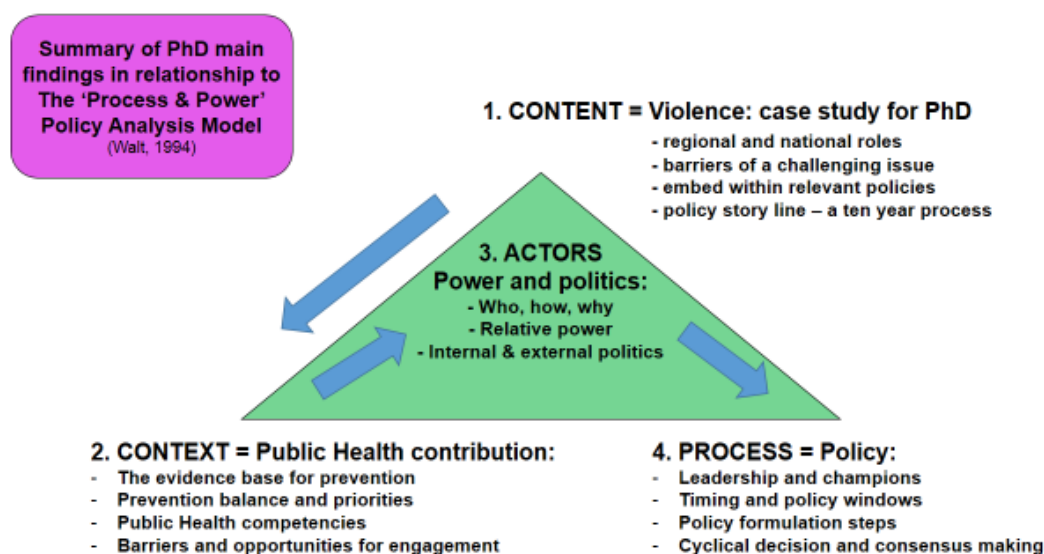 Summary of PhD main
findings in relationship to
The ‘Process & Power’
Policy Analysis Model
(Walt, 1994)
1. CONTENT = Violence: case study for PhD
- regional and national roles
- barriers of a challenging issue
- embed within relevant policies
- policy story line – a ten year process
3. ACTORS
Power and politics:
- Who, how, why
- Relative power
- Internal & external politics
2. CONTEXT = Public Health contribution:
- The evidence base for prevention
- Prevention balance and priorities
- Public Health competencies
- Barriers and opportunities for engagement
4. PROCESS = Policy:
- Leadership and champions
- Timing and policy windows
- Policy formulation steps
- Cyclical decision and consensus making